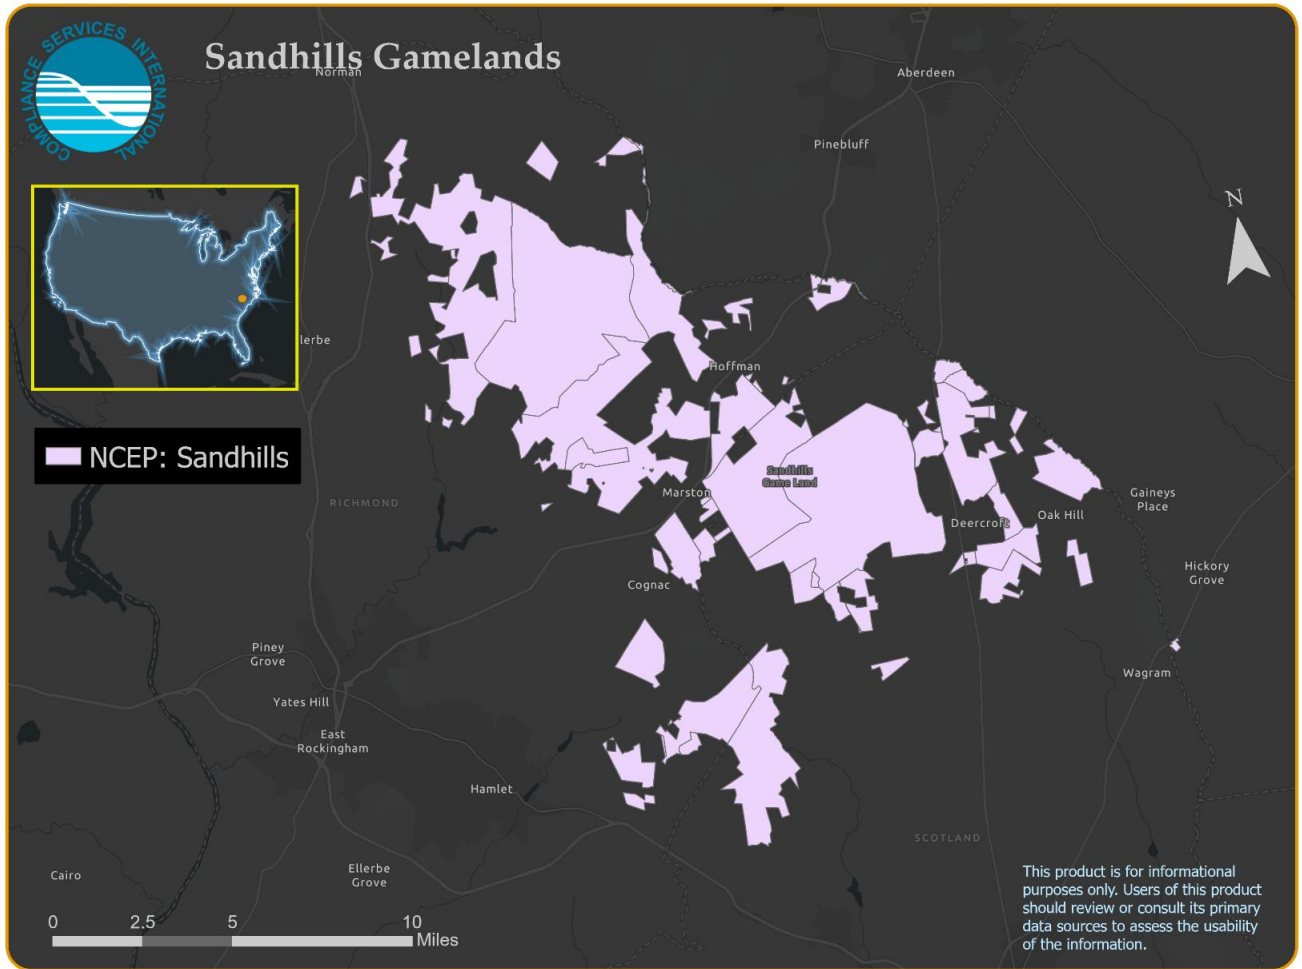 COMPLIANCE SERVICES INTERNATIONAL
Sandhills Gamelands
Norman
Aberdeen
Pinebluff
N
lerbe
Hoffman
NCEP: Sandhills
Sandhills
Game Land
RICHMOND
Marston
Gaineys
Place
Deercroft
Oak Hill
Cognac
Hickory
Grove
Piney
Grove
Wagram
Yates Hill
East
Rockingham
Hamlet
SCOTLAND
Cairo
Ellerbe
Grove
This product is for informational
purposes only. Users of this product
should review or consult its primary
data sources to assess the usability
of the information.
0 2.5 5 10
Miles